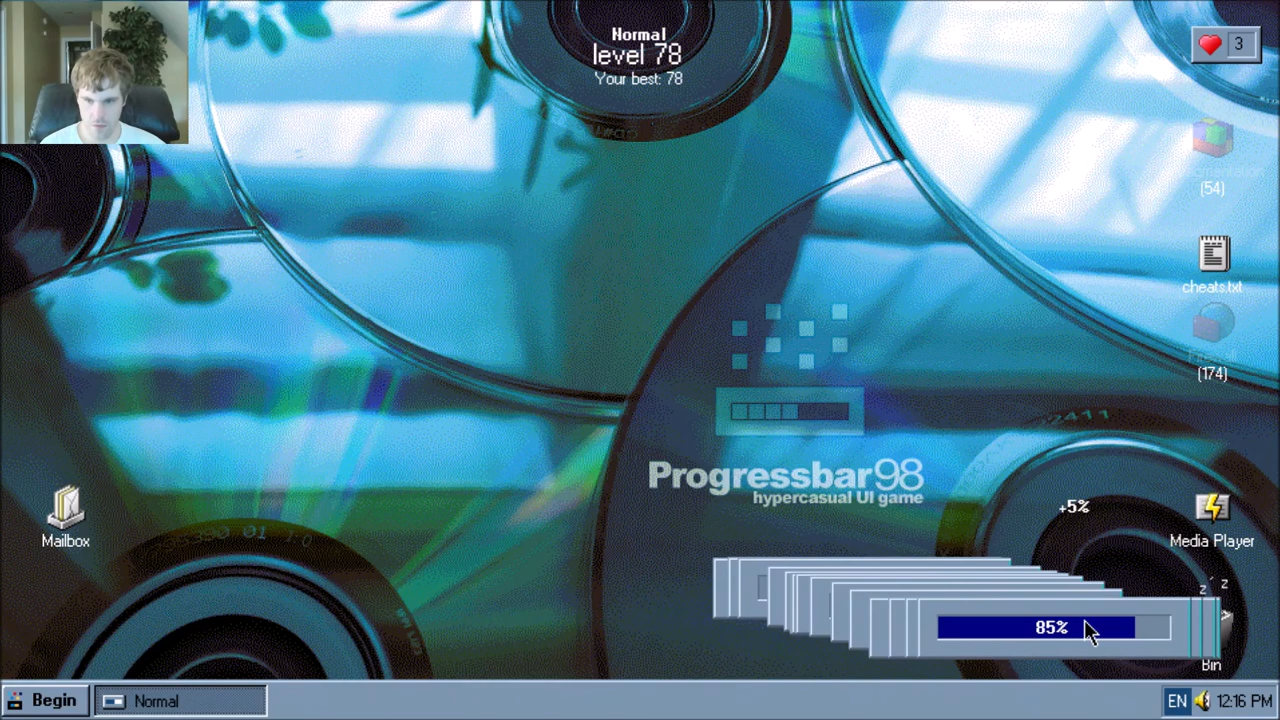 Normal
level 78
Your best: 78
3
(54)
cheats.txt
(174)
Progressbar98
hypercasual UI game
+5%
Media Player
Mailbox
z z
85%
Bin
Begin
Normal
EN
12:16 PM